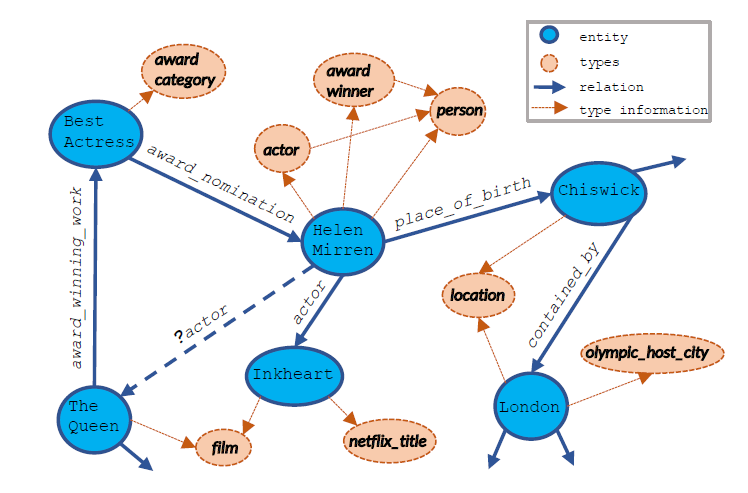 entity
types
relation
type information
award
category
award
winner
person
actor
Best
Actress
award_nomination
place_of_birth
Chiswick
Helen
Mirren
award_winning_work
?actor
actor
location
contained_by
olympic_host_city
Inkheart
The
Queen
film
netflix_title
London